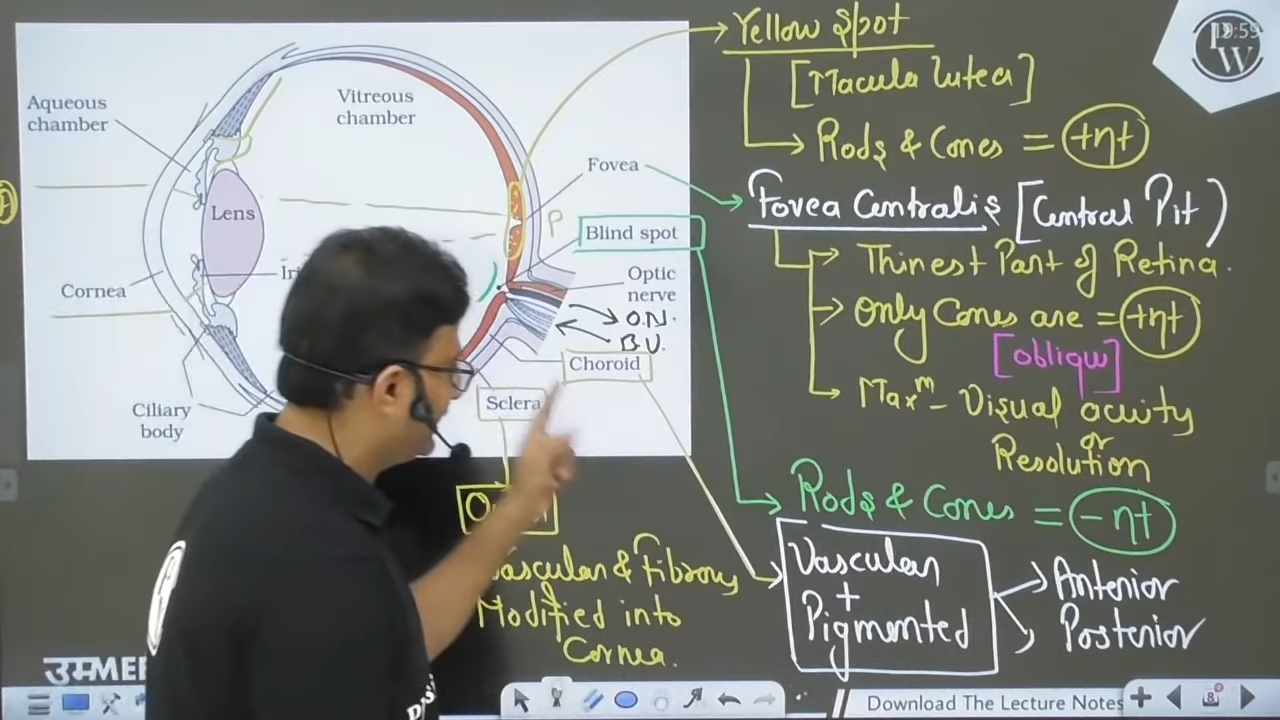 Yellow Spot
[Macula lutea]
Rods & Cones = +nt
Aqueous
chamber
Vitreous
chamber
Fovea
Lens
P
Blind spot
Cornea
Optic
nerve
O.N.
B.V.
Choroid
Ciliary
body
Sclera
Fovea Centralis [Central Pit)
Thinest Part of Retina.
Only Cones are = +nt
[oblique]
Maxm - Visual acuity
or
Resolution
Rods & Cones = -nt
Vascular
+
Pigmented
Anterior
Posterior
Vascular & Fibrous
Modified into
Cornea.
PW
Download The Lecture Notes
8